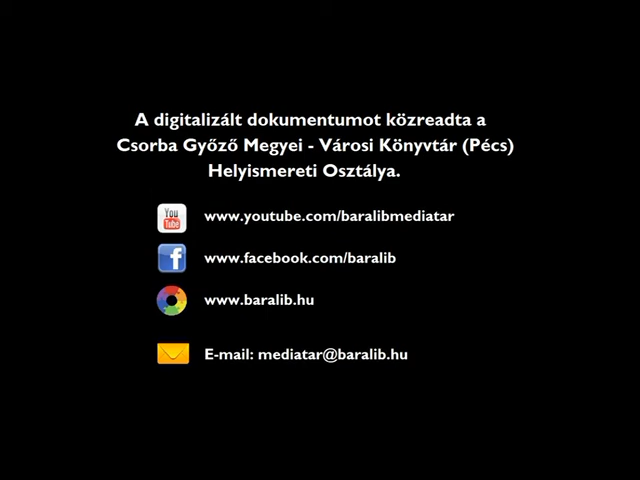 A digitalizált dokumentumot közreadta a
Csorba Győző Megyei - Városi Könyvtár (Pécs)
Helyismereti Osztálya.
You
Tube
www.youtube.com/baralibmediatar
f
www.facebook.com/baralib
www.baralib.hu
E-mail: mediatar@baralib.hu